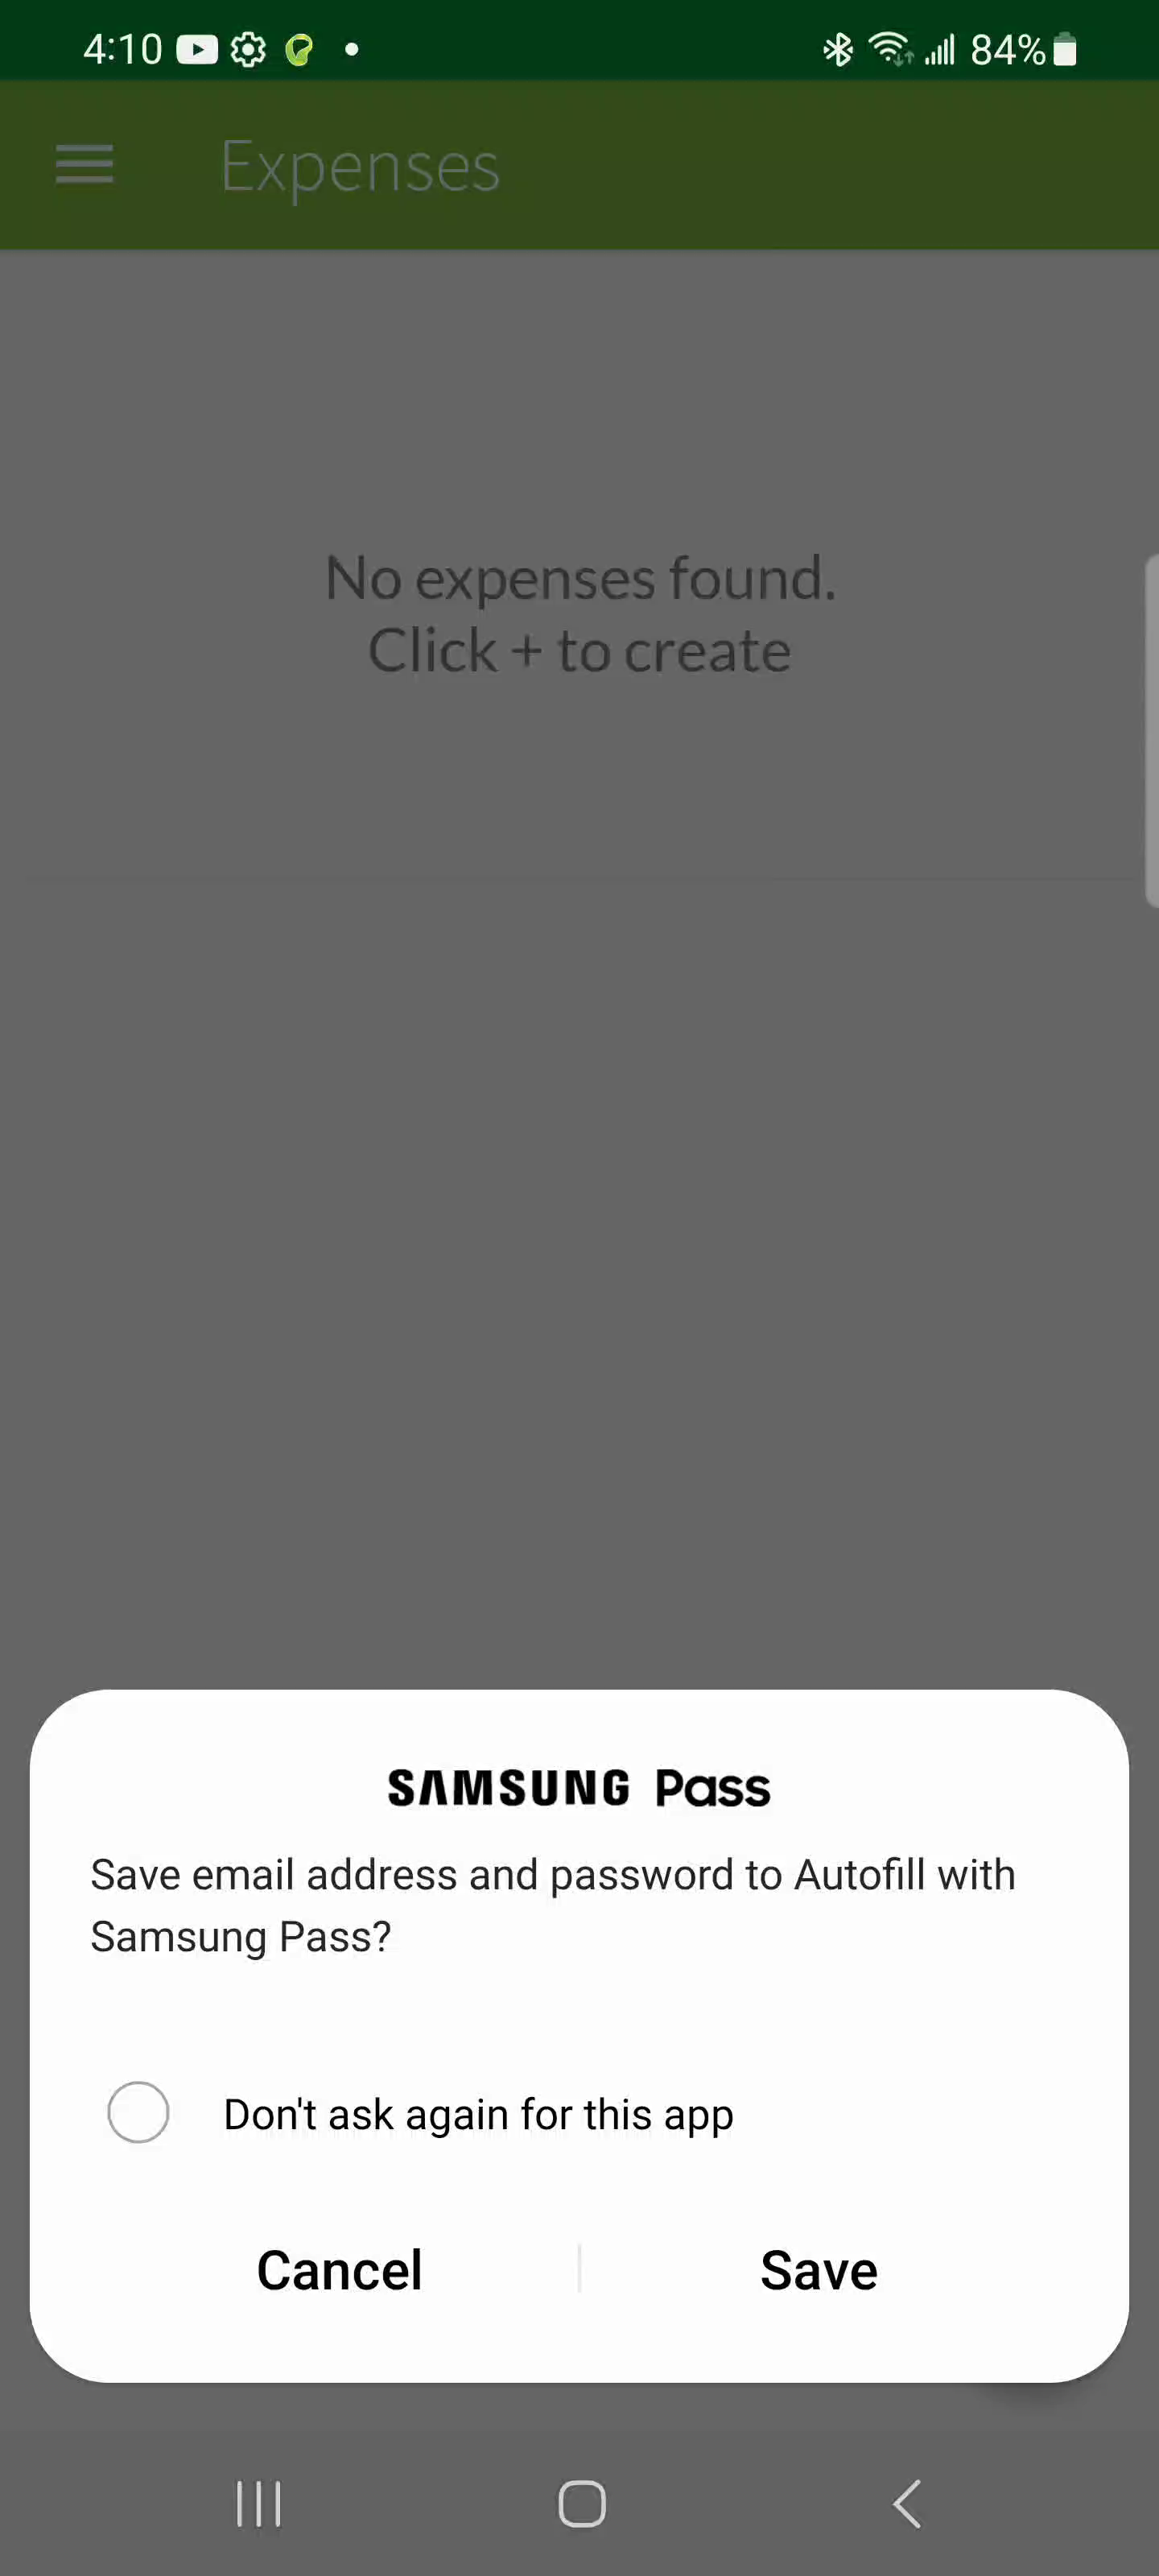 4:10
84%
Expenses
No expenses found.
Click + to create
SAMSUNG Pass
Save email address and password to Autofill with
Samsung Pass?
Don't ask again for this app
Cancel
Save